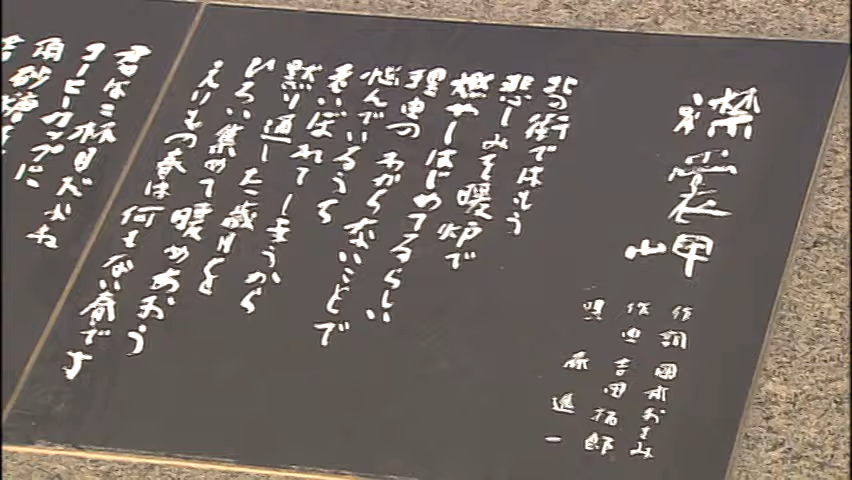 襟裳岬
作詞 岡本おさみ
作曲 吉田拓郎
唄 森進一
北の街ではもう
悲しみを暖炉で
燃やしはじめてるらしい
理由のわからないことで
悩んでいるうち
老いぼれてしまうから
黙り通した歳月を
ひろい集めて暖めあおう
えりもの春は何もない春です
君は二杯目だよね
コーヒーカップに
角砂糖